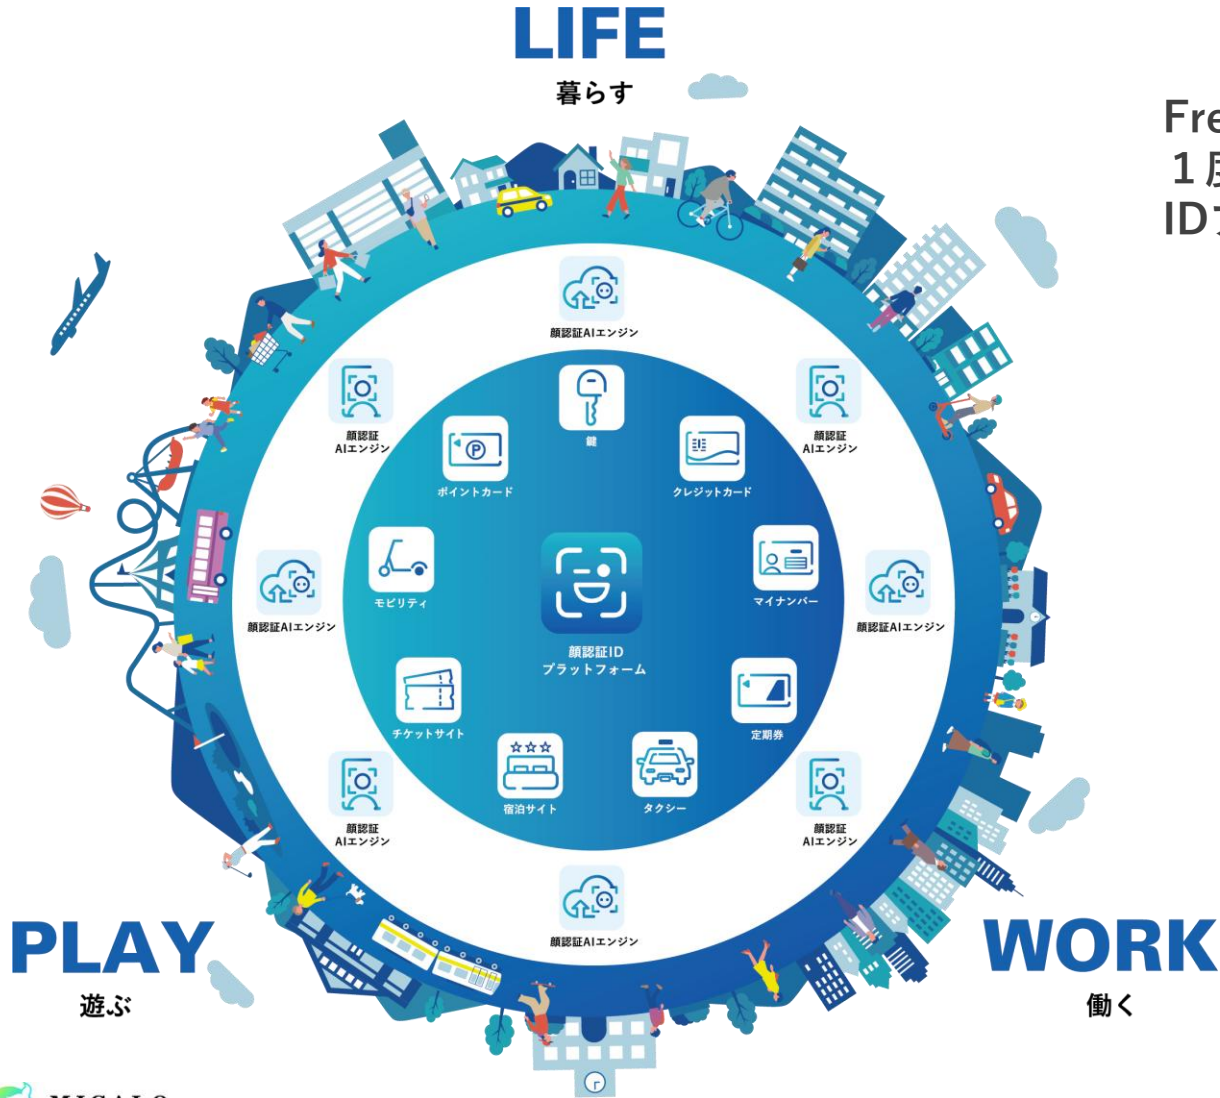 LIFE
暮らす
Fre
１度
ID
顔認証AIエンジン
鍵
顔認証
AIエンジン
顔認証
AIエンジン
ポイントカード
クレジットカード
モビリティ
マイナンバー
顔認証AIエンジン
顔認証AIエンジン
顔認証ID
プラットフォーム
チケットサイト
定期券
宿泊サイト
タクシー
顔認証
AIエンジン
顔認証
AIエンジン
顔認証AIエンジン
PLAY
遊ぶ
WORK
働く